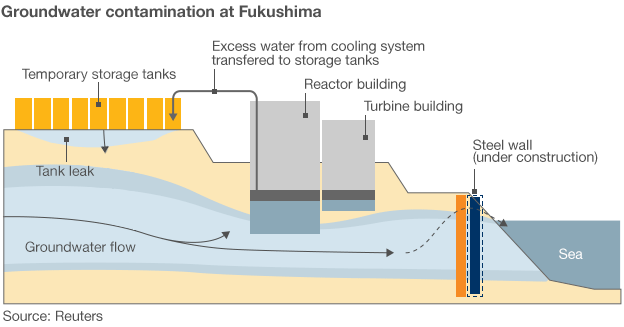 Groundwater contamination at Fukushima
Excess water from cooling system
transfered to storage tanks
Temporary storage tanks
Reactor building
Turbine building
Steel wall
(under construction)
Tank leak
Groundwater flow
Sea
Source: Reuters